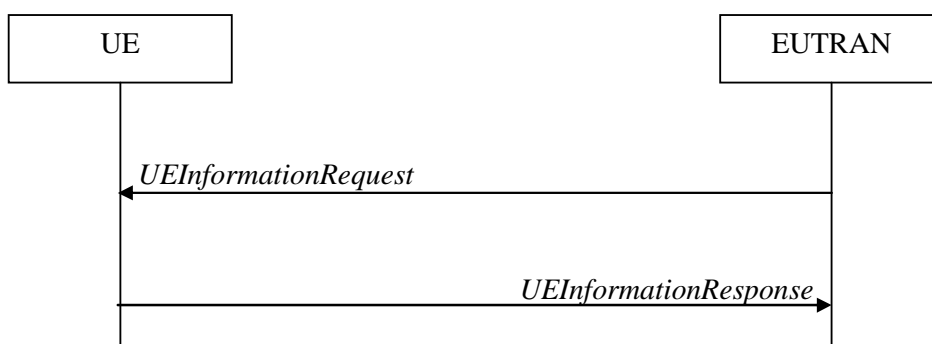 UE
EUTRAN
UEInformationRequest
UEInformationResponse